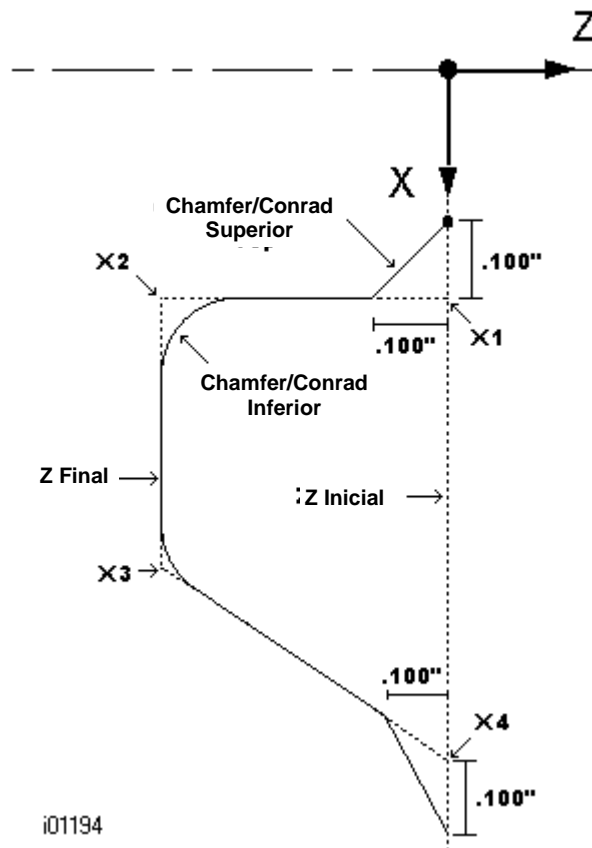 Z
X
Chamfer/Conrad
Superior
.100"
X2
X1
.100"
Chamfer/Conrad
Inferior
Z Final
Z Inicial
X3
.100"
X4
.100"
i01194